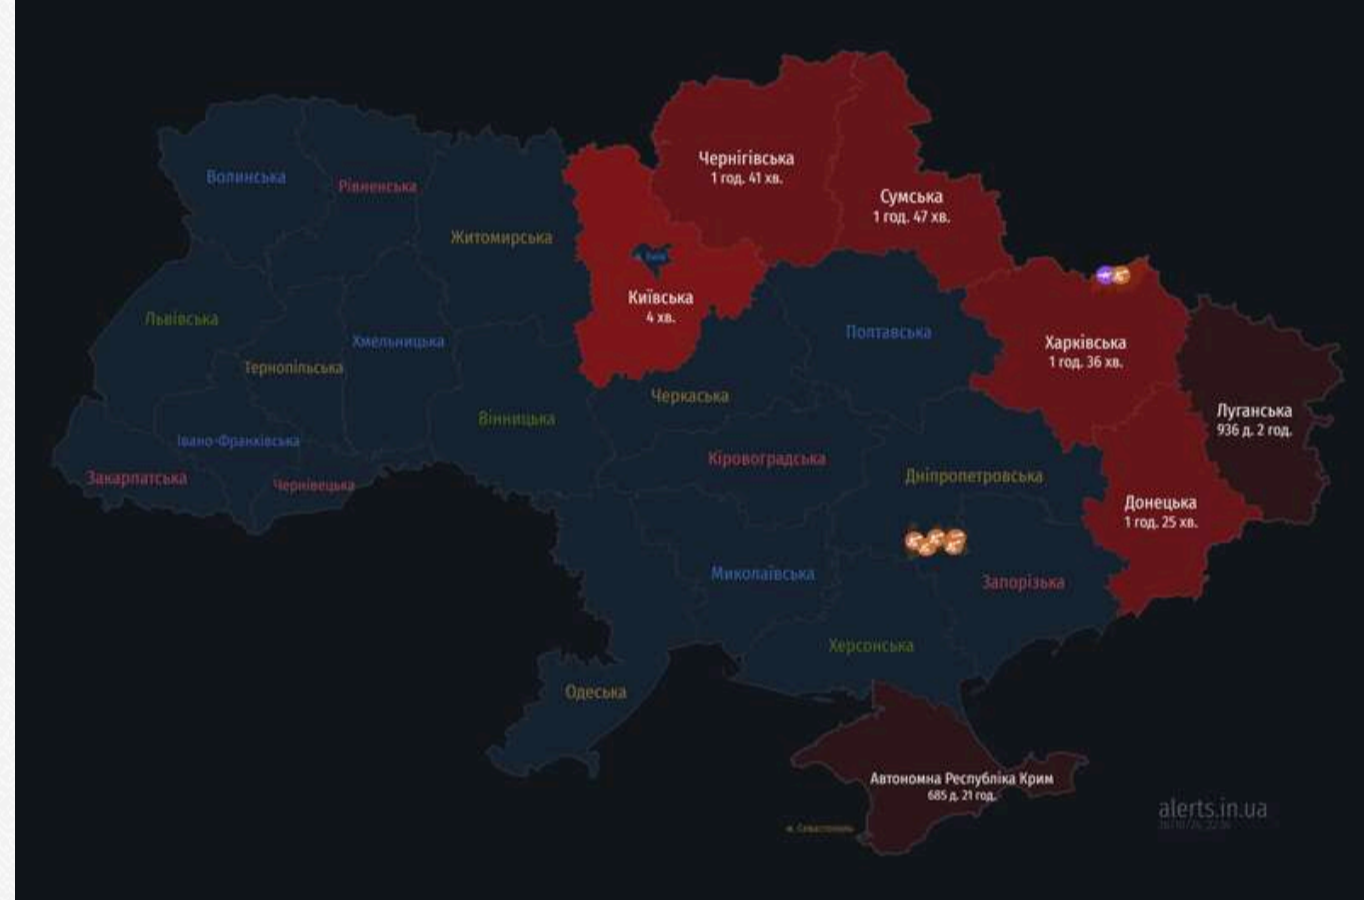 Чернігівська
1 год. 41 хв.
Волинська
Рівненська
Сумська
1 год. 47 хв.
Житомирська
м. Київ
Київська
4 хв.
Львівська
Хмельницька
Полтавська
Харківська
1 год. 36 хв.
Тернопільська
Черкаська
Вінницька
Луганська
936 д. 2 год.
Івано-Франківська
Кіровоградська
Закарпатська
Чернівецька
Дніпропетровська
Донецька
1 год. 25 хв.
Миколаївська
Запорізька
Херсонська
Одеська
Автономна Республіка Крим
685 д. 21 год.
м. Севастополь
alerts.in.ua